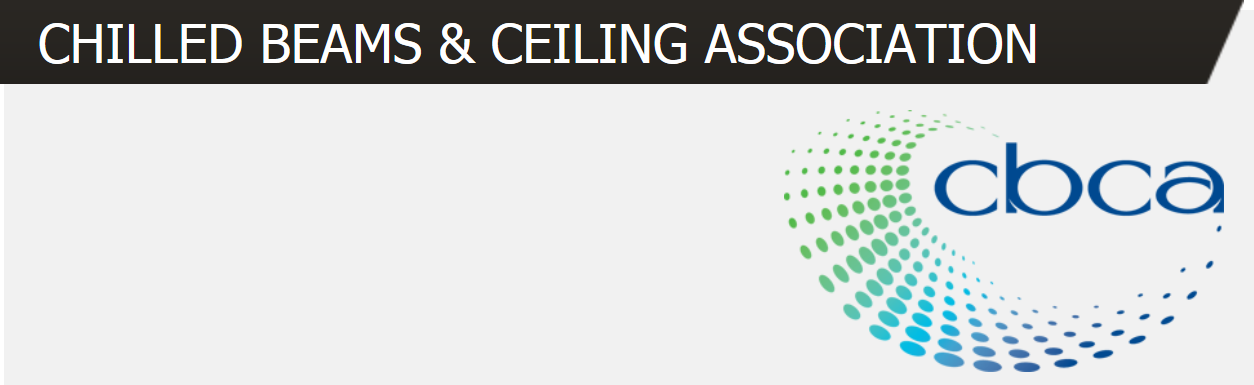 CHILLED BEAMS & CEILING ASSOCIATION
cbca